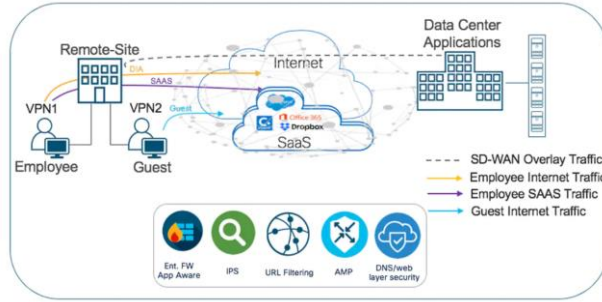 Remote-Site
Data Center
Applications
Internet
DIA
SAAS
VPN1
VPN2
Guest
Office 365
Dropbox
SaaS
Employee
Guest
SD-WAN Overlay Traffic
Employee Internet Traffic
Employee SAAS Traffic
Guest Internet Traffic
Ent. FW
App Aware
IPS
URL Filtering
AMP
DNS/web
layer security